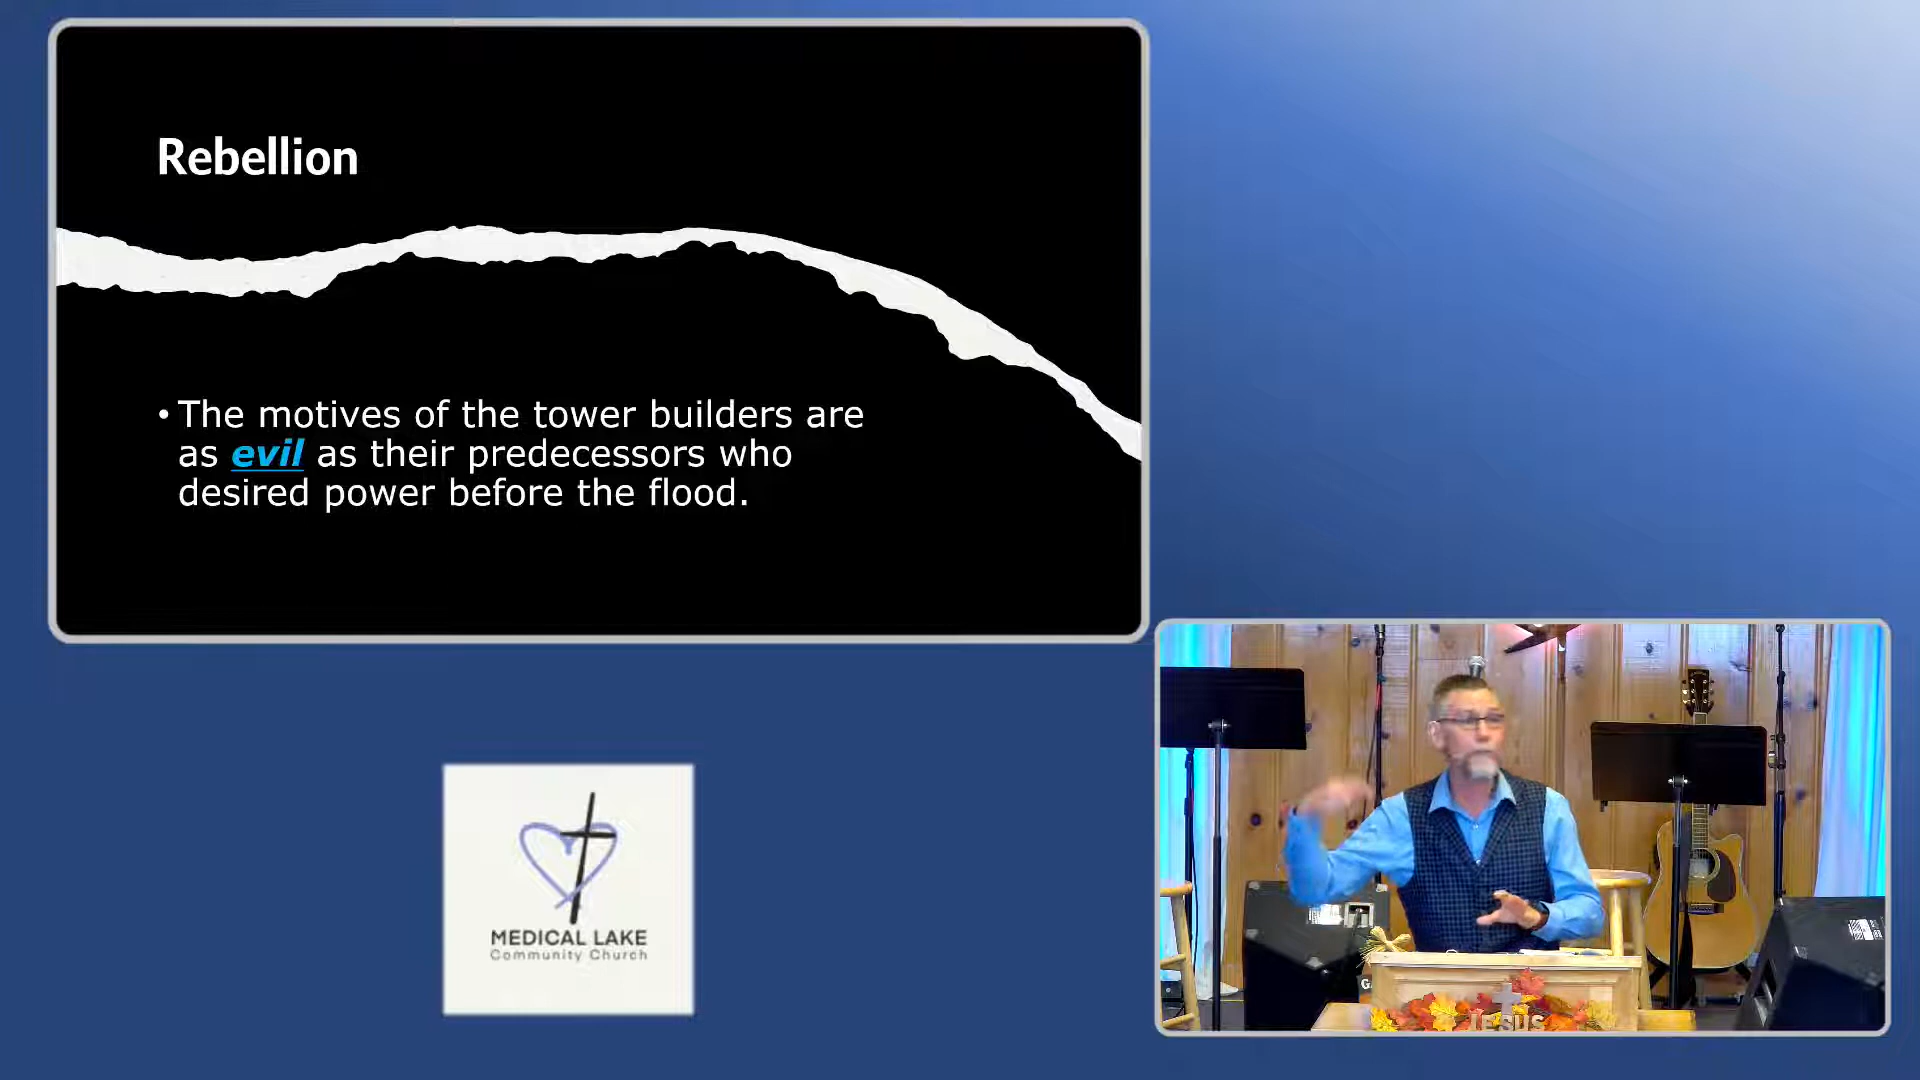 Rebellion
• The motives of the tower builders are
as evil as their predecessors who
desired power before the flood.
MEDICAL LAKE
Community Church
JESUS